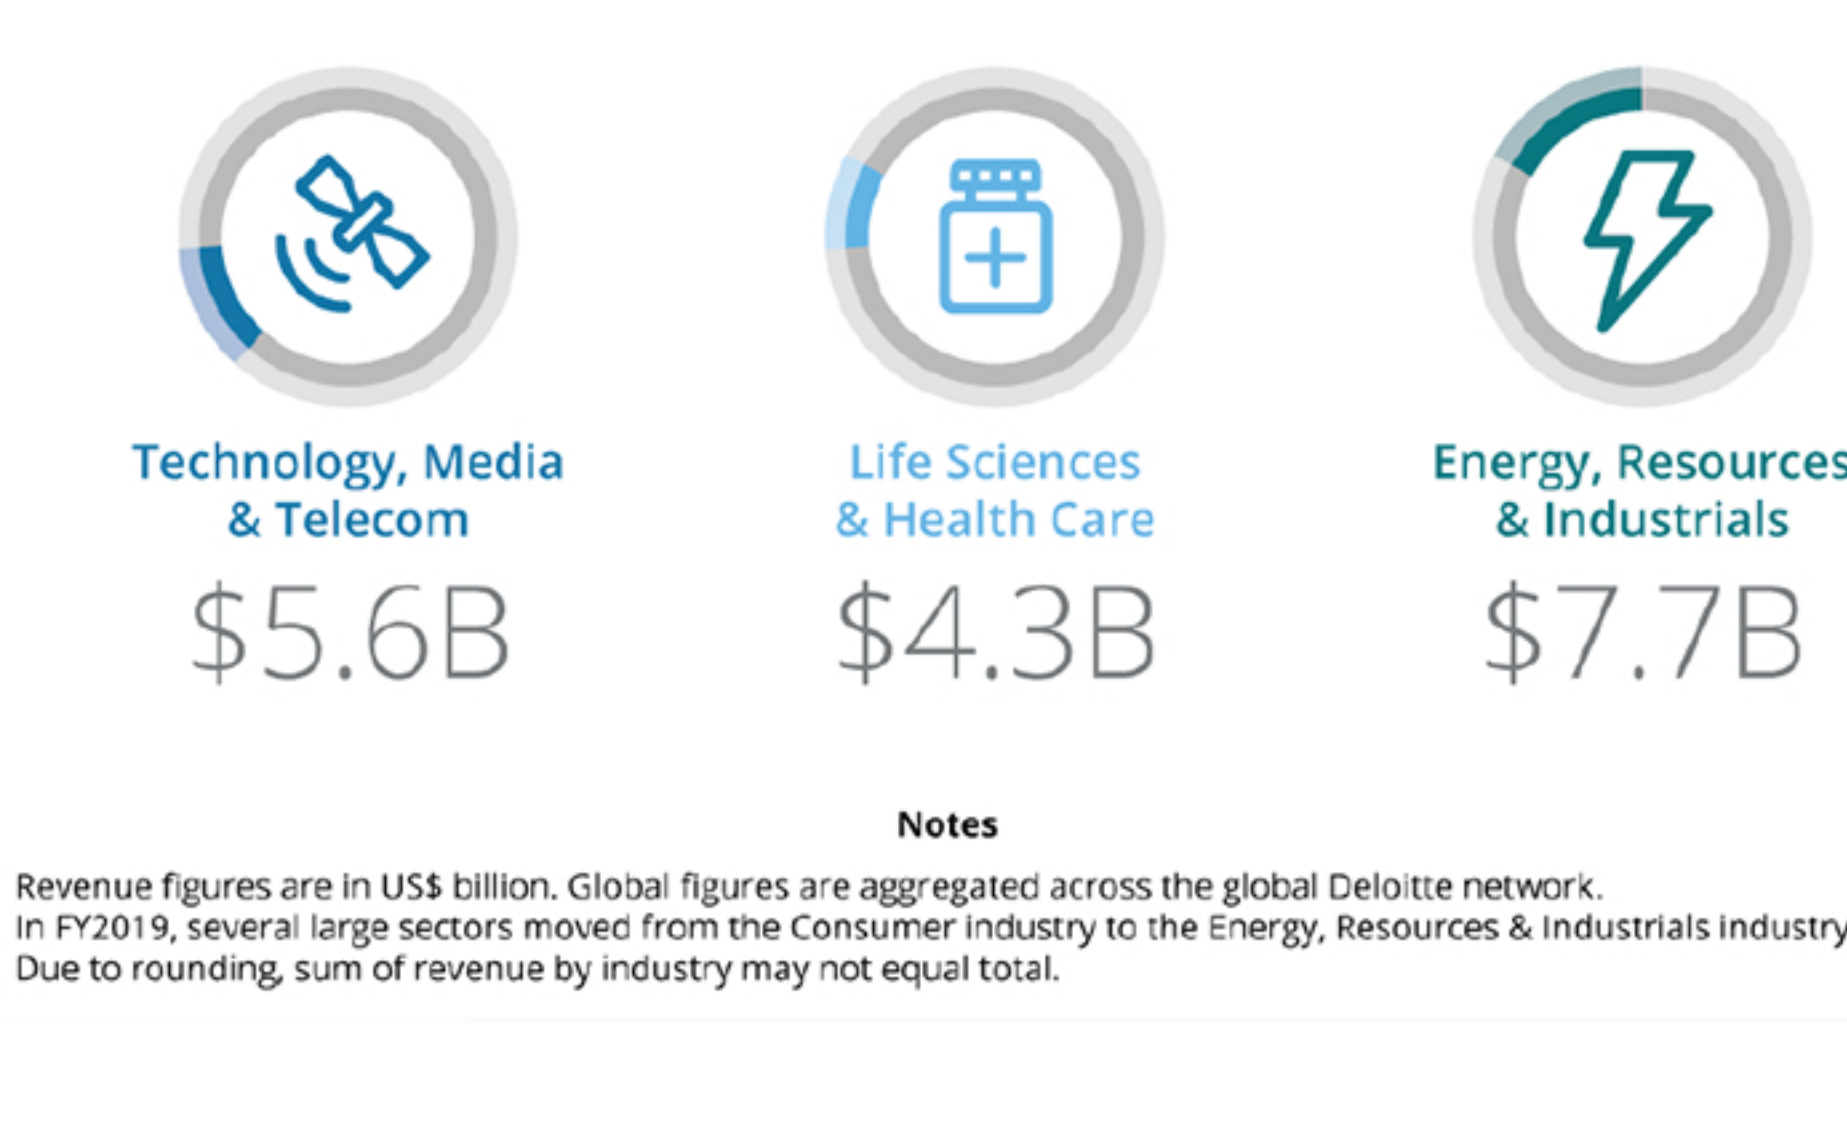 Technology, Media
& Telecom
$5.6B
Life Sciences
& Health Care
$4.3B
Energy, Resources
& Industrials
$7.7B
Notes
Revenue figures are in US$ billion. Global figures are aggregated across the global Deloitte network.
In FY2019, several large sectors moved from the Consumer industry to the Energy, Resources & Industrials industry
Due to rounding, sum of revenue by industry may not equal total.